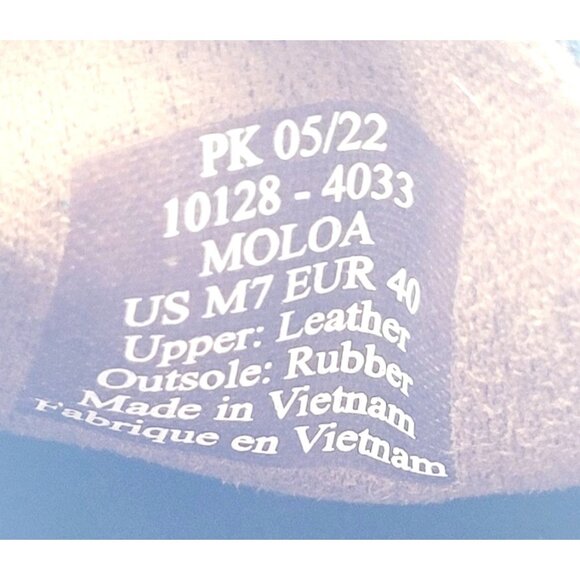 PK 05/22
10128 - 4033
MOLOA
US M7 EUR 40
Upper: Leather
Outsole: Rubber
Made in Vietnam
Fabrique en Vietnam